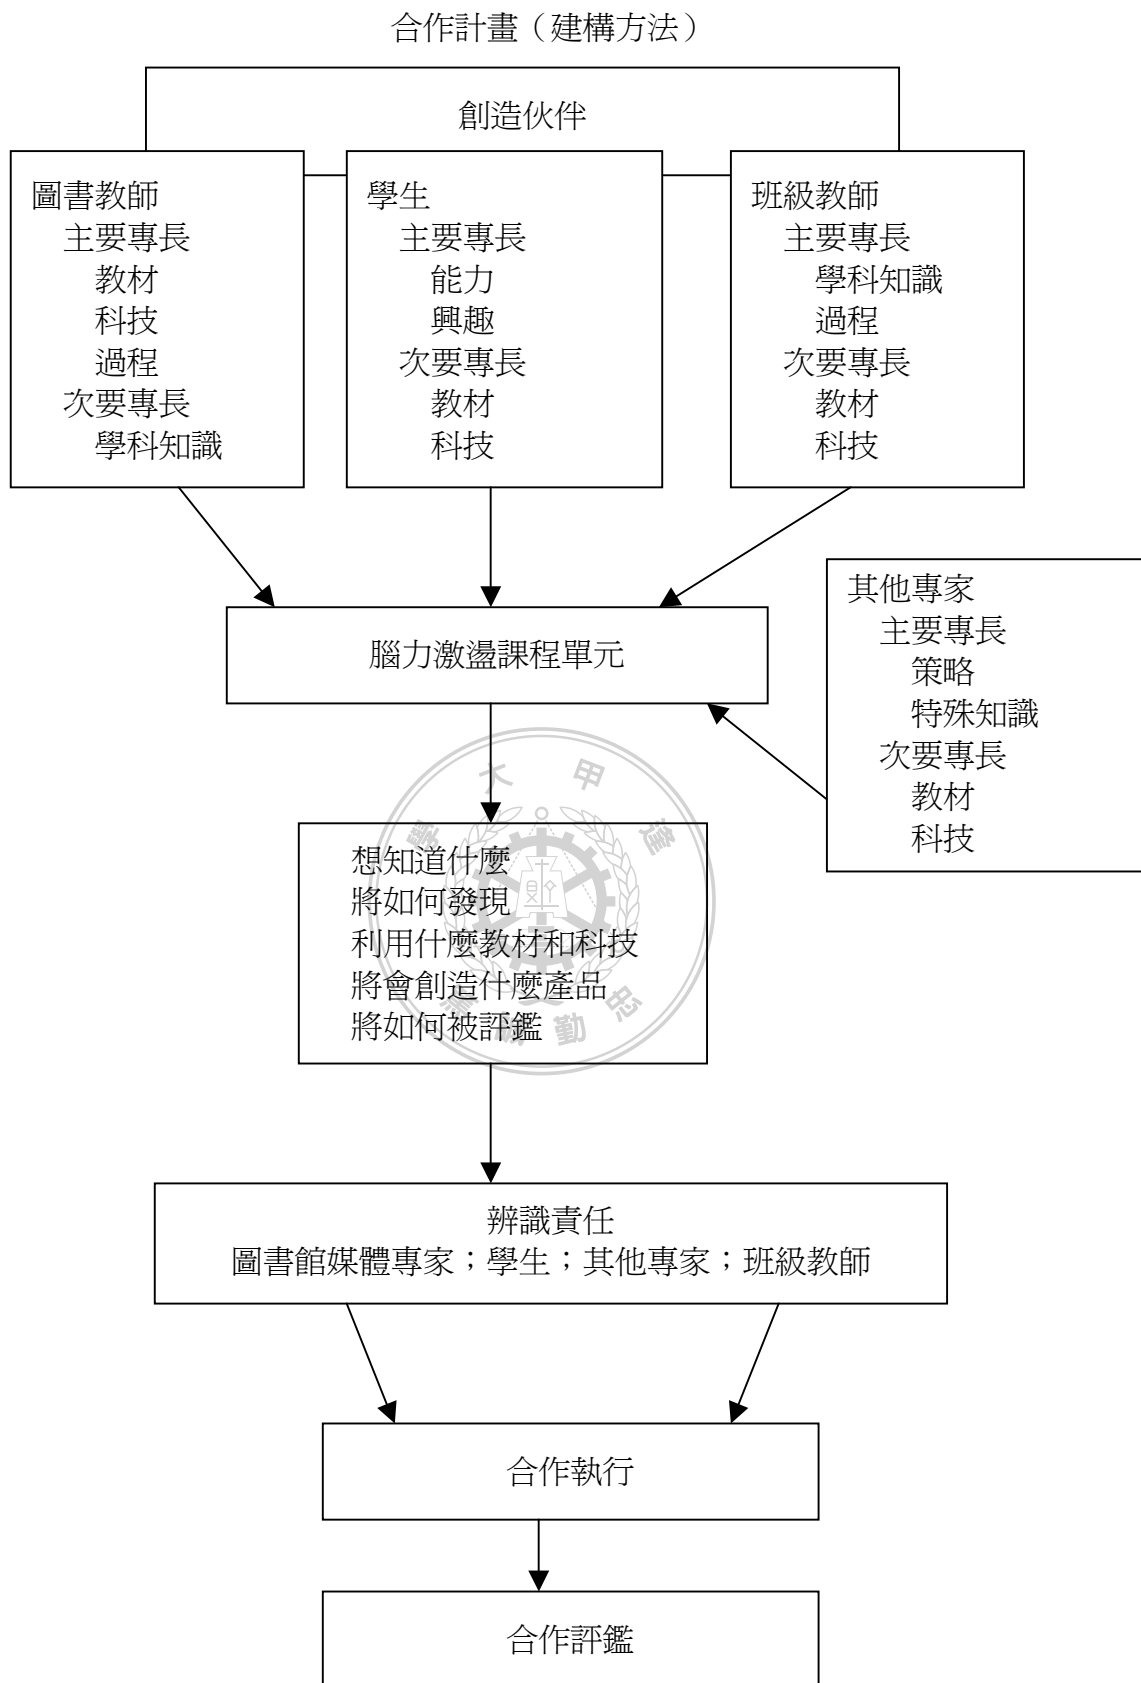 合作計畫（建構方法）
創造伙伴
圖書教師
主要專長
教材
科技
過程
次要專長
學科知識
學生
主要專長
能力
興趣
次要專長
教材
科技
班級教師
主要專長
學科知識
過程
次要專長
教材
科技
其他專家
主要專長
策略
特殊知識
次要專長
教材
科技
腦力激盪課程單元
想知道什麼
將如何發現
利用什麼教材和科技
將會創造什麼產品
將如何被評鑑
辨識責任
圖書館媒體專家；學生；其他專家；班級教師
合作執行
合作評鑑